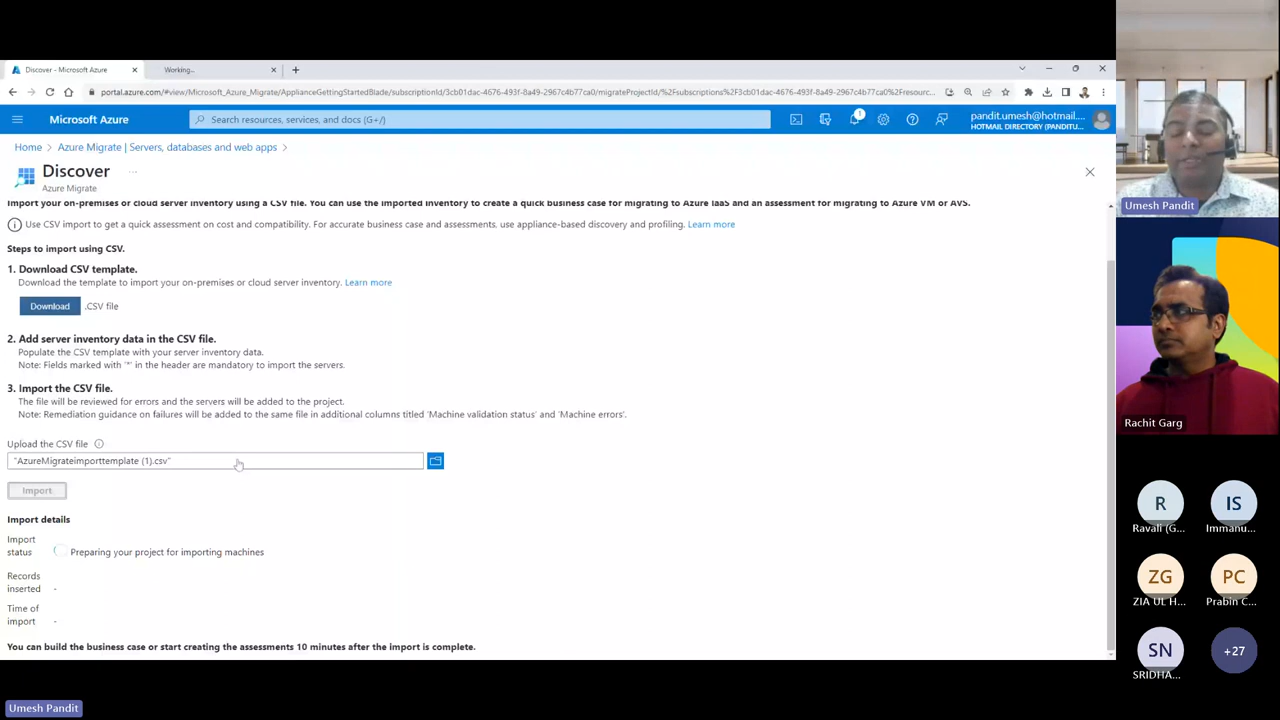 Discover - Microsoft Azure
Working...
portal.azure.com/#view/Microsoft_Azure_Migrate/ApplianceGettingStartedBlade/subscriptionId/3cb01dac-4676-493f-8a49-2967c4b77ca0/migrateProjectId/%2Fsubscriptions%2F3cb01dac-4676-493f-8a49-2967c4b77ca0%2Fresourc...
Microsoft Azure
Search resources, services, and docs (G+/)
1
pandit.umesh@hotmail....
HOTMAIL DIRECTORY (PANDITU...
Home > Azure Migrate | Servers, databases and web apps >
Discover ...
Azure Migrate
Import your on-premises or cloud server inventory using a CSV file. You can use the imported inventory to create a quick business case for migrating to Azure IaaS and an assessment for migrating to Azure VM or AVS.
Use CSV import to get a quick assessment on cost and compatibility. For accurate business case and assessments, use appliance-based discovery and profiling. Learn more
Steps to import using CSV.
1. Download CSV template.
Download the template to import your on-premises or cloud server inventory. Learn more
Download .CSV file
2. Add server inventory data in the CSV file.
Populate the CSV template with your server inventory data.
Note: Fields marked with '*' in the header are mandatory to import the servers.
3. Import the CSV file.
The file will be reviewed for errors and the servers will be added to the project.
Note: Remediation guidance on failures will be added to the same file in additional columns titled 'Machine validation status' and 'Machine errors'.
Upload the CSV file
"AzureMigrateimporttemplate (1).csv"
Import
Import details
Import
status
Preparing your project for importing machines
Records
inserted -
Time of
import -
You can build the business case or start creating the assessments 10 minutes after the import is complete.
Umesh Pandit
Umesh Pandit
Rachit Garg
R
Ravali (G...
IS
Immanu...
ZG
ZIA UL H...
PC
Prabin C...
SN
SRIDHA...
+27